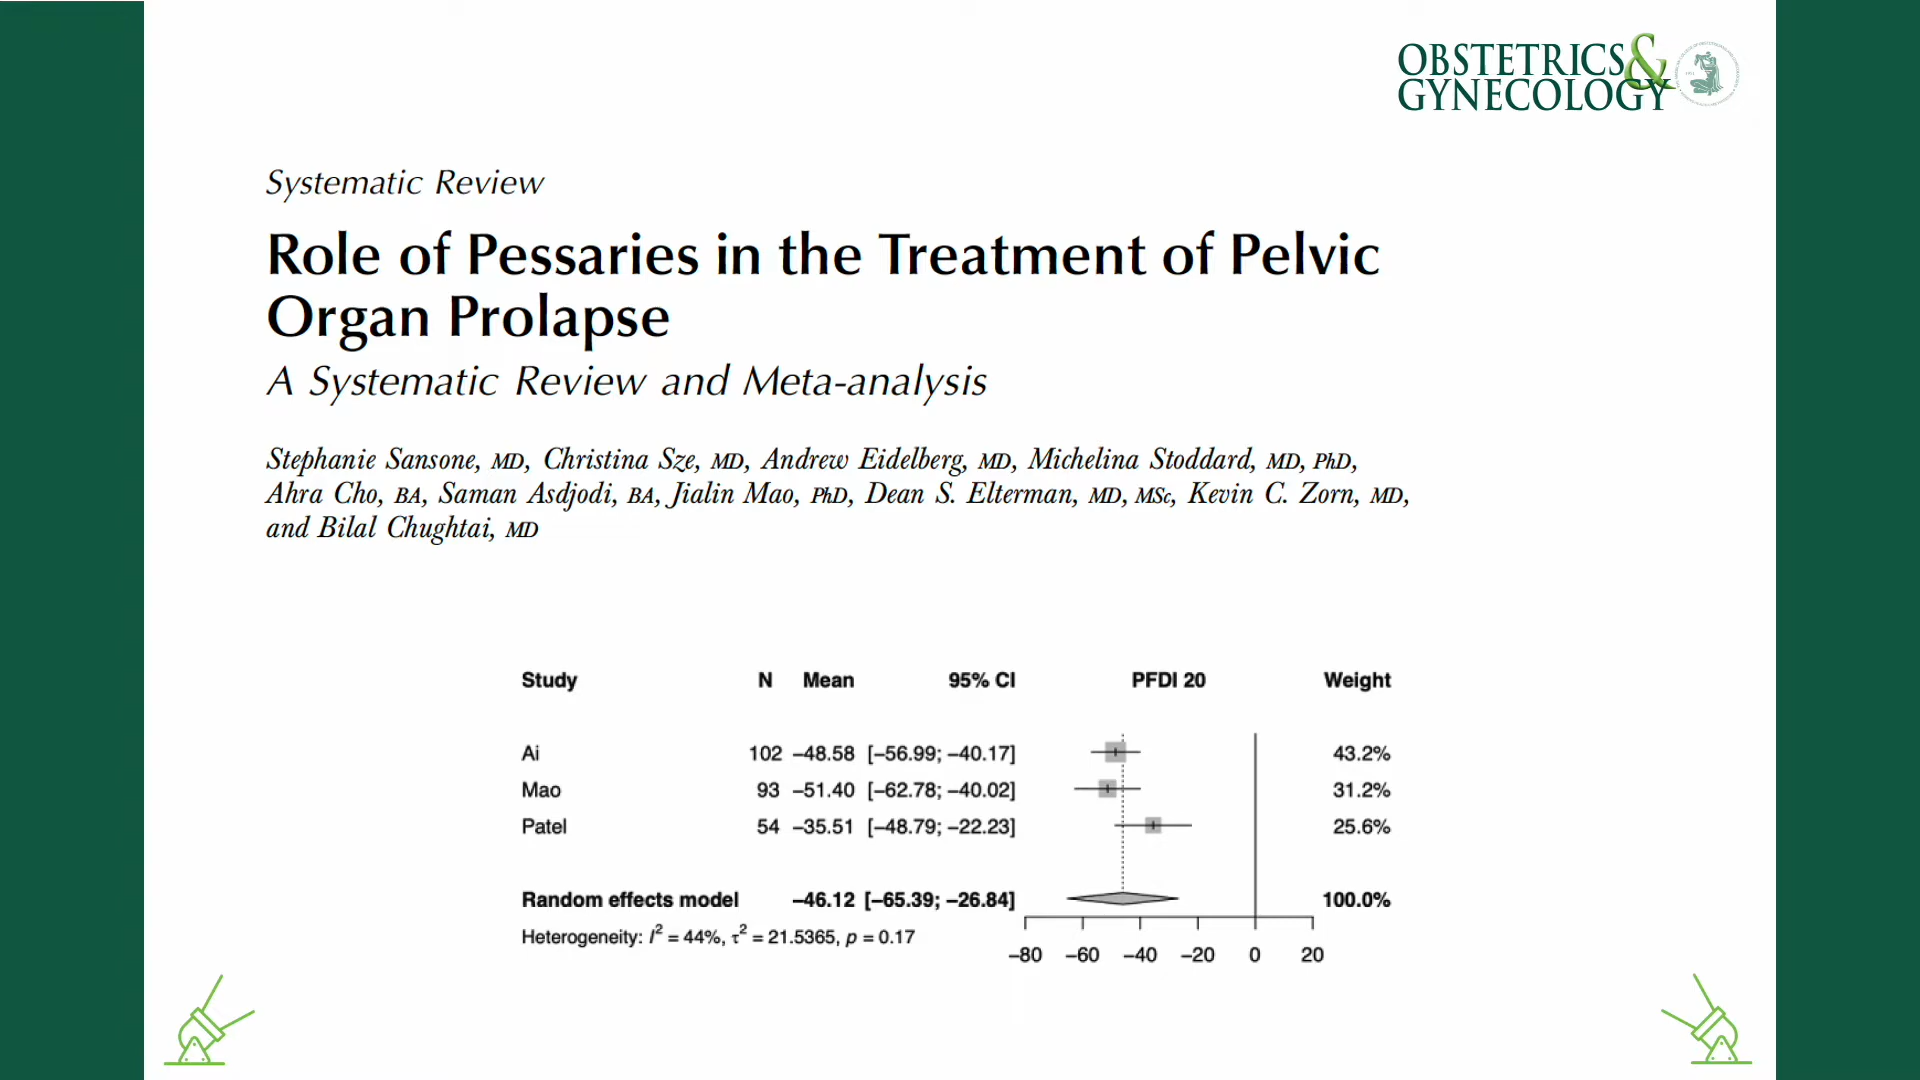 OBSTETRICS&
GYNECOLOGY
Systematic Review
Role of Pessaries in the Treatment of Pelvic
Organ Prolapse
A Systematic Review and Meta-analysis
Stephanie Sansone, MD, Christina Sze, MD, Andrew Eidelberg, MD, Michelina Stoddard, MD, PhD,
Ahra Cho, BA, Saman Asdjodi, BA, Jialin Mao, PhD, Dean S. Elterman, MD, MSc, Kevin C. Zorn, MD,
and Bilal Chughtai, MD
Study N Mean 95% CI PFDI 20 Weight
Ai 102 −48.58 [−56.99; −40.17] 43.2%
Mao 93 −51.40 [−62.78; −40.02] 31.2%
Patel 54 −35.51 [−48.79; −22.23] 25.6%
Random effects model −46.12 [−65.39; −26.84] 100.0%
Heterogeneity: I² = 44%, τ² = 21.5365, p = 0.17
−80 −60 −40 −20 0 20